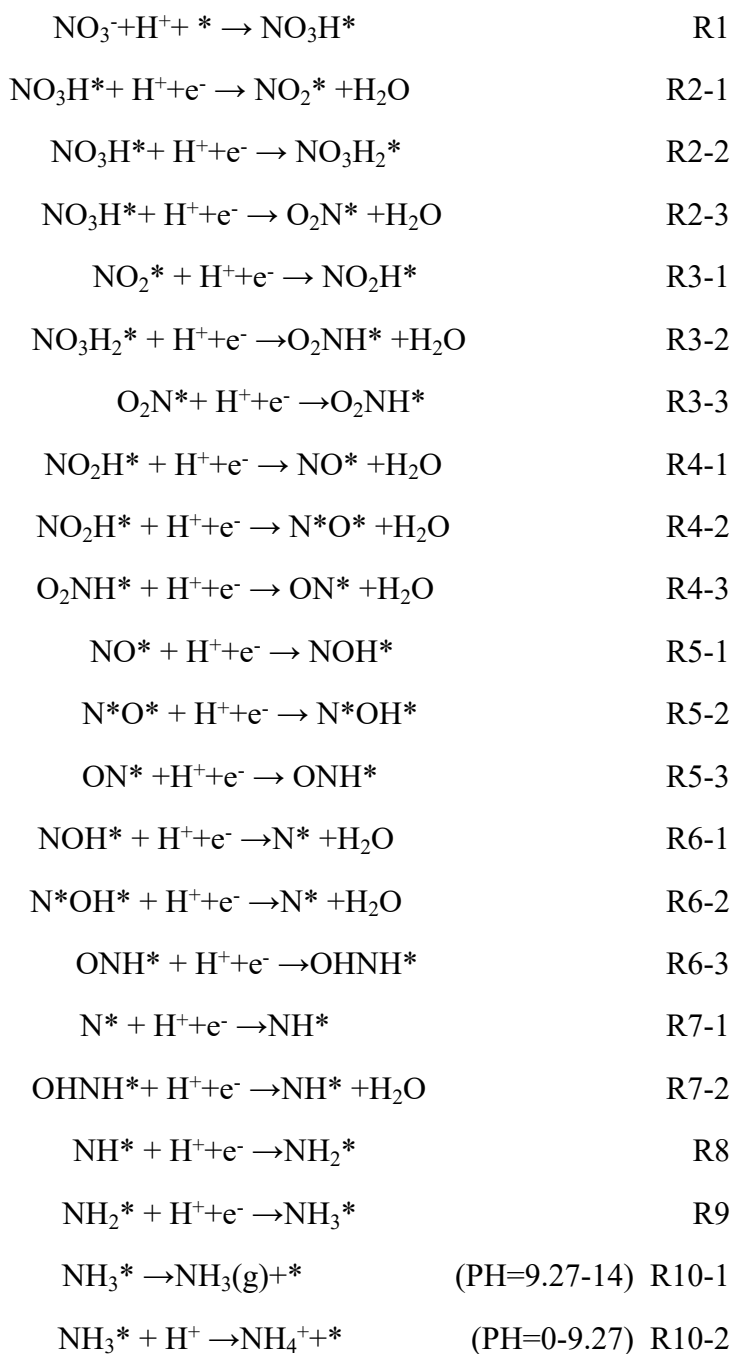 NO₃⁻+H⁺+ * → NO₃H* R1
NO₃H*+ H⁺+e⁻ → NO₂* +H₂O R2-1
NO₃H*+ H⁺+e⁻ → NO₃H₂* R2-2
NO₃H*+ H⁺+e⁻ → O₂N* +H₂O R2-3
NO₂* + H⁺+e⁻ → NO₂H* R3-1
NO₃H₂* + H⁺+e⁻ →O₂NH* +H₂O R3-2
O₂N*+ H⁺+e⁻ →O₂NH* R3-3
NO₂H* + H⁺+e⁻ → NO* +H₂O R4-1
NO₂H* + H⁺+e⁻ → N*O* +H₂O R4-2
O₂NH* + H⁺+e⁻ → ON* +H₂O R4-3
NO* + H⁺+e⁻ → NOH* R5-1
N*O* + H⁺+e⁻ → N*OH* R5-2
ON* +H⁺+e⁻ → ONH* R5-3
NOH* + H⁺+e⁻ →N* +H₂O R6-1
N*OH* + H⁺+e⁻ →N* +H₂O R6-2
ONH* + H⁺+e⁻ →OHNH* R6-3
N* + H⁺+e⁻ →NH* R7-1
OHNH*+ H⁺+e⁻ →NH* +H₂O R7-2
NH* + H⁺+e⁻ →NH₂* R8
NH₂* + H⁺+e⁻ →NH₃* R9
NH₃* →NH₃(g)+* (PH=9.27-14) R10-1
NH₃* + H⁺ →NH₄⁺+* (PH=0-9.27) R10-2